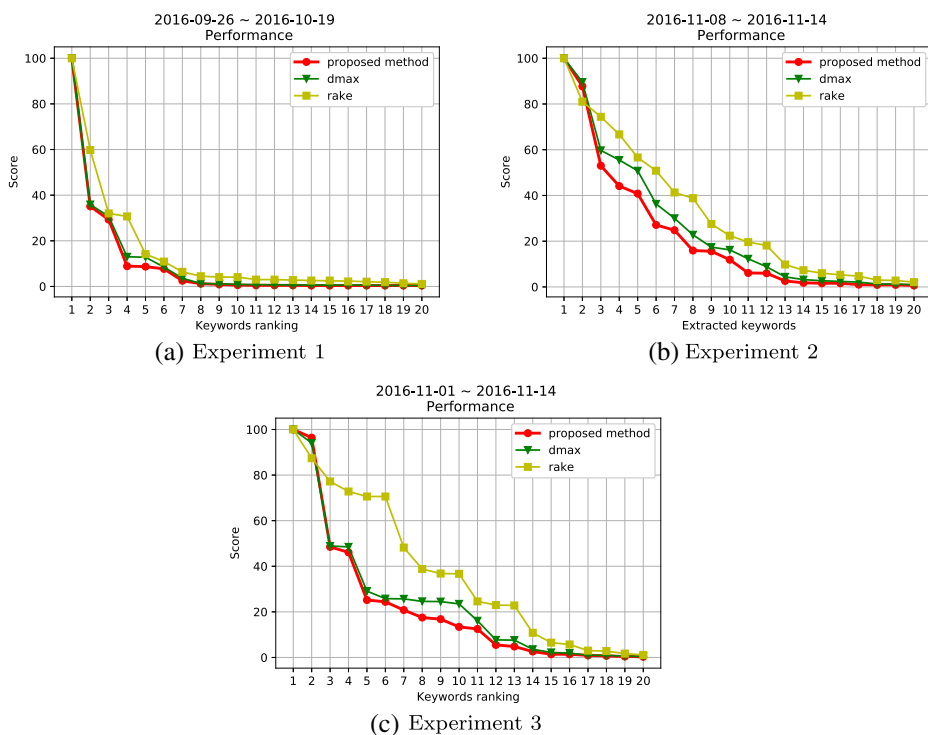 2016-09-26 ~ 2016-10-19
Performance
100
80
60
40
20
0
Score
proposed method
dmax
rake
1 2 3 4 5 6 7 8 9 10 11 12 13 14 15 16 17 18 19 20
Keywords ranking
(a) Experiment 1
2016-11-08 ~ 2016-11-14
Performance
100
80
60
40
20
0
Score
proposed method
dmax
rake
1 2 3 4 5 6 7 8 9 10 11 12 13 14 15 16 17 18 19 20
Extracted keywords
(b) Experiment 2
2016-11-01 ~ 2016-11-14
Performance
100
80
60
40
20
0
Score
proposed method
dmax
rake
1 2 3 4 5 6 7 8 9 10 11 12 13 14 15 16 17 18 19 20
Keywords ranking
(c) Experiment 3